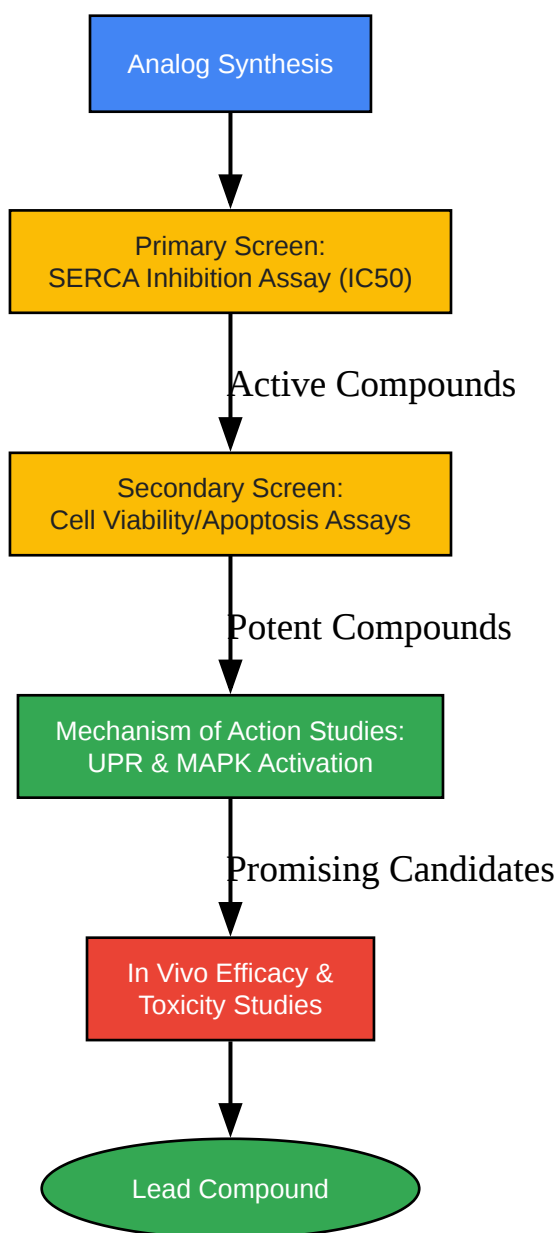 Analog Synthesis
Primary Screen:
SERCA Inhibition Assay (IC50)
Active Compounds
Secondary Screen:
Cell Viability/Apoptosis Assays
Potent Compounds
Mechanism of Action Studies:
UPR & MAPK Activation
Promising Candidates
In Vivo Efficacy &
Toxicity Studies
Lead Compound